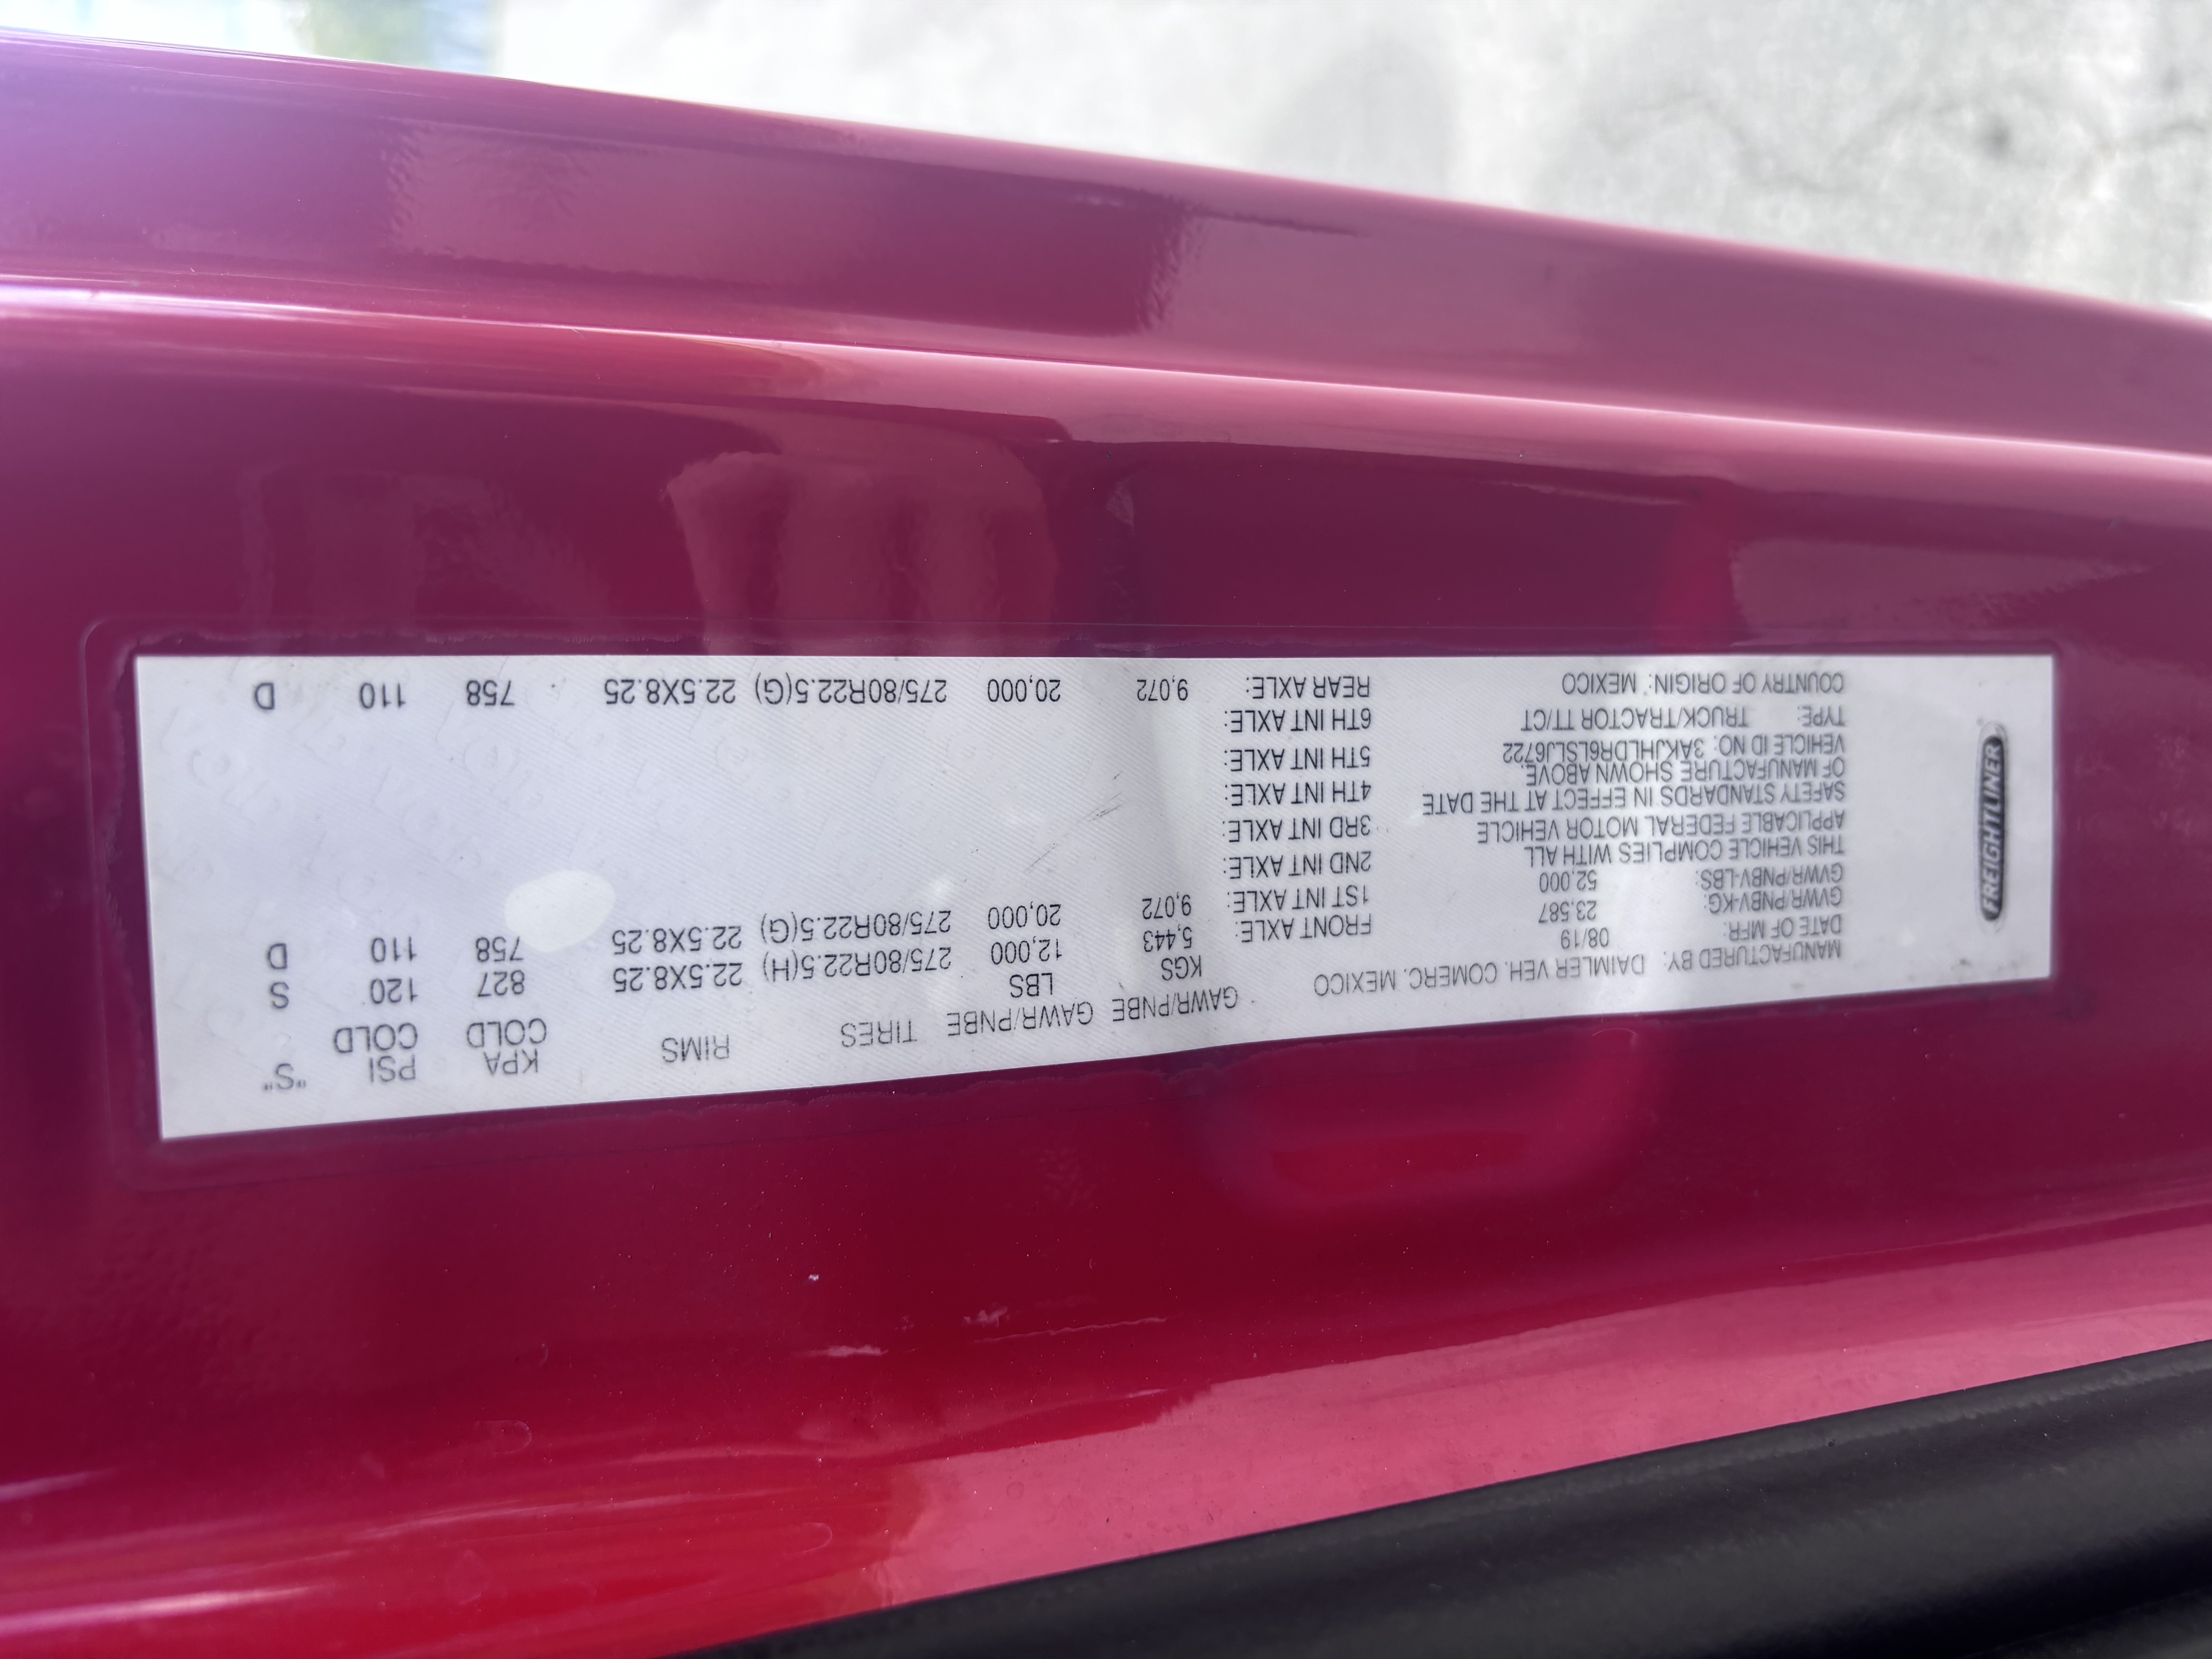 FREIGHTLINER
MANUFACTURED BY: DAIMLER VEH. COMERC. MEXICO
DATE OF MFR: 08/19
GVWR/PNBV-KG: 23.587
GVWR/PNBV-LBS: 52,000
THIS VEHICLE COMPLIES WITH ALL
APPLICABLE FEDERAL MOTOR VEHICLE
SAFETY STANDARDS IN EFFECT AT THE DATE
OF MANUFACTURE SHOWN ABOVE.
VEHICLE ID NO: 3AKJHLDR6LSLJ6722
TYPE: TRUCK/TRACTOR TT/CT
COUNTRY OF ORIGIN: MEXICO
GAWR/PNBE GAWR/PNBE TIRES RIMS KPA PSI "S"
KGS LBS COLD COLD
FRONT AXLE: 5,443 12,000 275/80R22.5(H) 22.5X8.25 827 120 S
1ST INT AXLE: 9,072 20,000 275/80R22.5(G) 22.5X8.25 758 110 D
2ND INT AXLE:
3RD INT AXLE:
4TH INT AXLE:
5TH INT AXLE:
6TH INT AXLE:
REAR AXLE: 9,072 20,000 275/80R22.5(G) 22.5X8.25 758 110 D